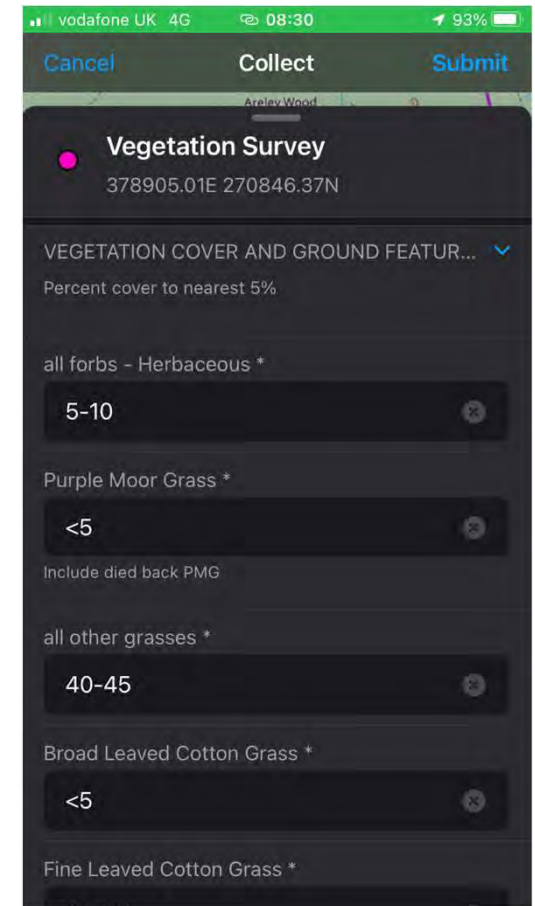 vodafone UK 4G 08:30 93%
Cancel Collect Submit
Areley Wood
Vegetation Survey
378905.01E 270846.37N
VEGETATION COVER AND GROUND FEATUR...
Percent cover to nearest 5%
all forbs - Herbaceous *
5-10
Purple Moor Grass *
<5
Include died back PMG
all other grasses *
40-45
Broad Leaved Cotton Grass *
<5
Fine Leaved Cotton Grass *